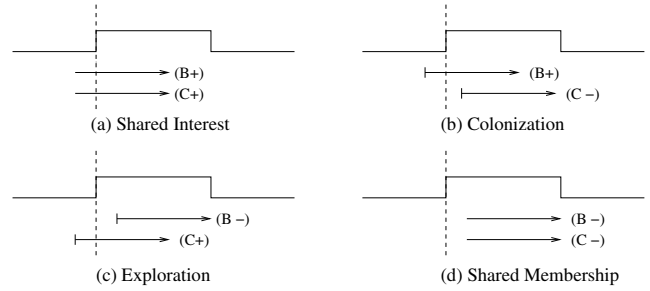 (B+)
(C+)
(a) Shared Interest
(B+)
(C −)
(b) Colonization
(B −)
(C+)
(c) Exploration
(B −)
(C −)
(d) Shared Membership